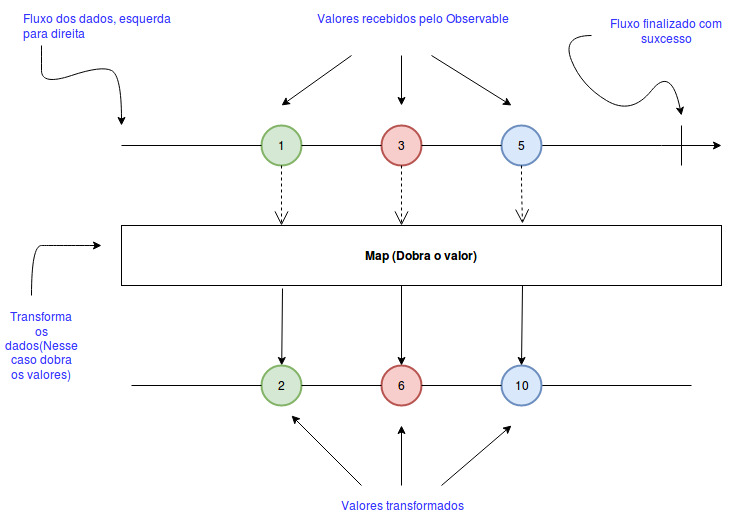 Fluxo dos dados, esquerda
para direita
Valores recebidos pelo Observable
Fluxo finalizado com
suxcesso
1
3
5
Map (Dobra o valor)
Transforma
os
dados(Nesse
caso dobra
os valores)
2
6
10
Valores transformados